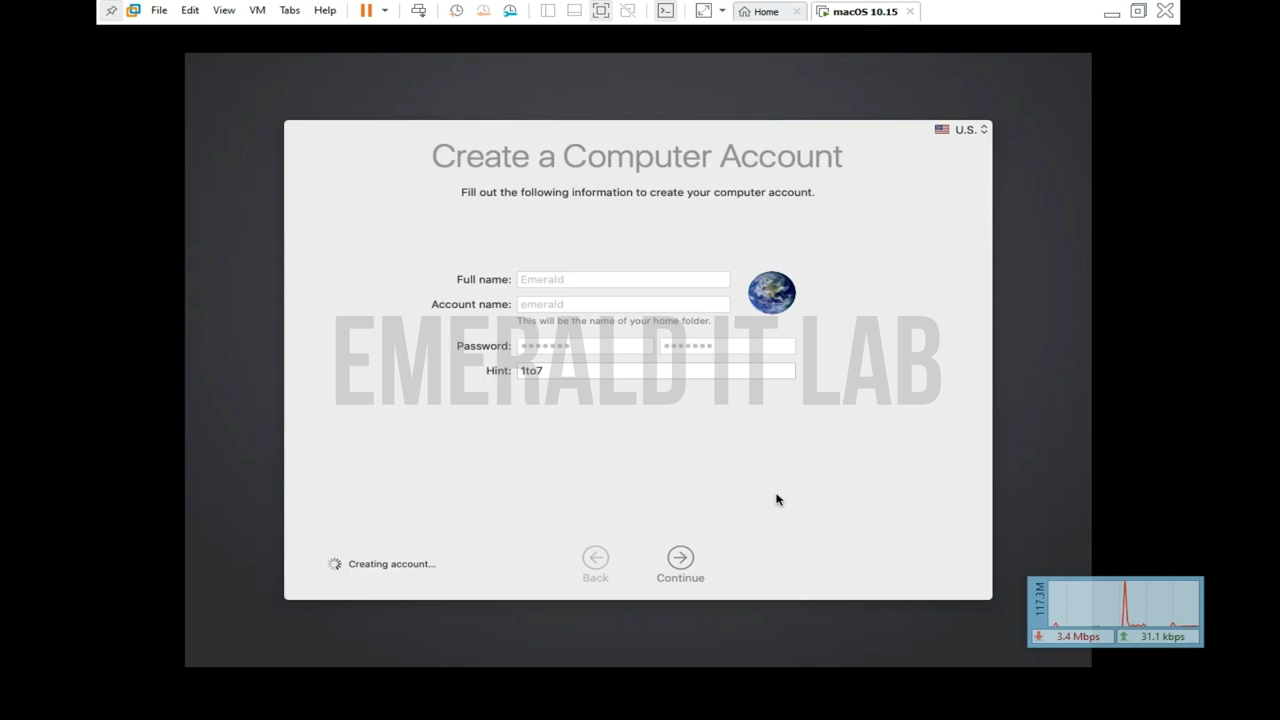 File Edit View VM Tabs Help Home macOS 10.15
U.S.
Create a Computer Account
Fill out the following information to create your computer account.
Full name: Emerald
Account name: emerald
This will be the name of your home folder.
EMERALD IT LAB
Password: ••••••• •••••••
Hint: 1to7
Creating account...
Back
Continue
117.3M
3.4 Mbps 31.1 kbps